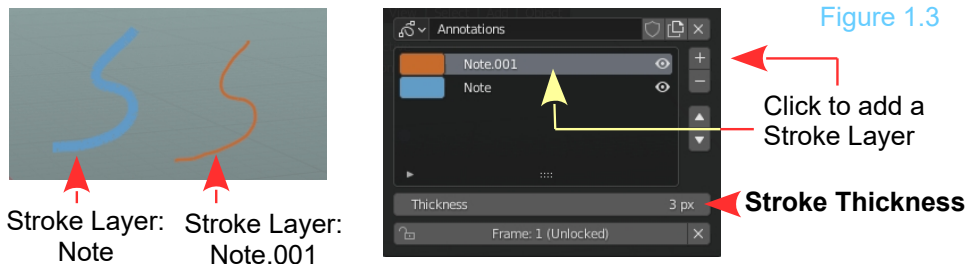 Figure 1.3
Annotations
Note.001
Note
Click to add a
Stroke Layer
Thickness 3 px
Stroke Thickness
Frame: 1 (Unlocked)
Stroke Layer:
Note
Stroke Layer:
Note.001